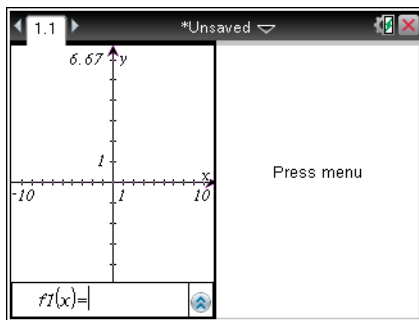 1.1
*Unsaved
6.67 y
1
x
-10 1 10
Press menu
f1(x)=